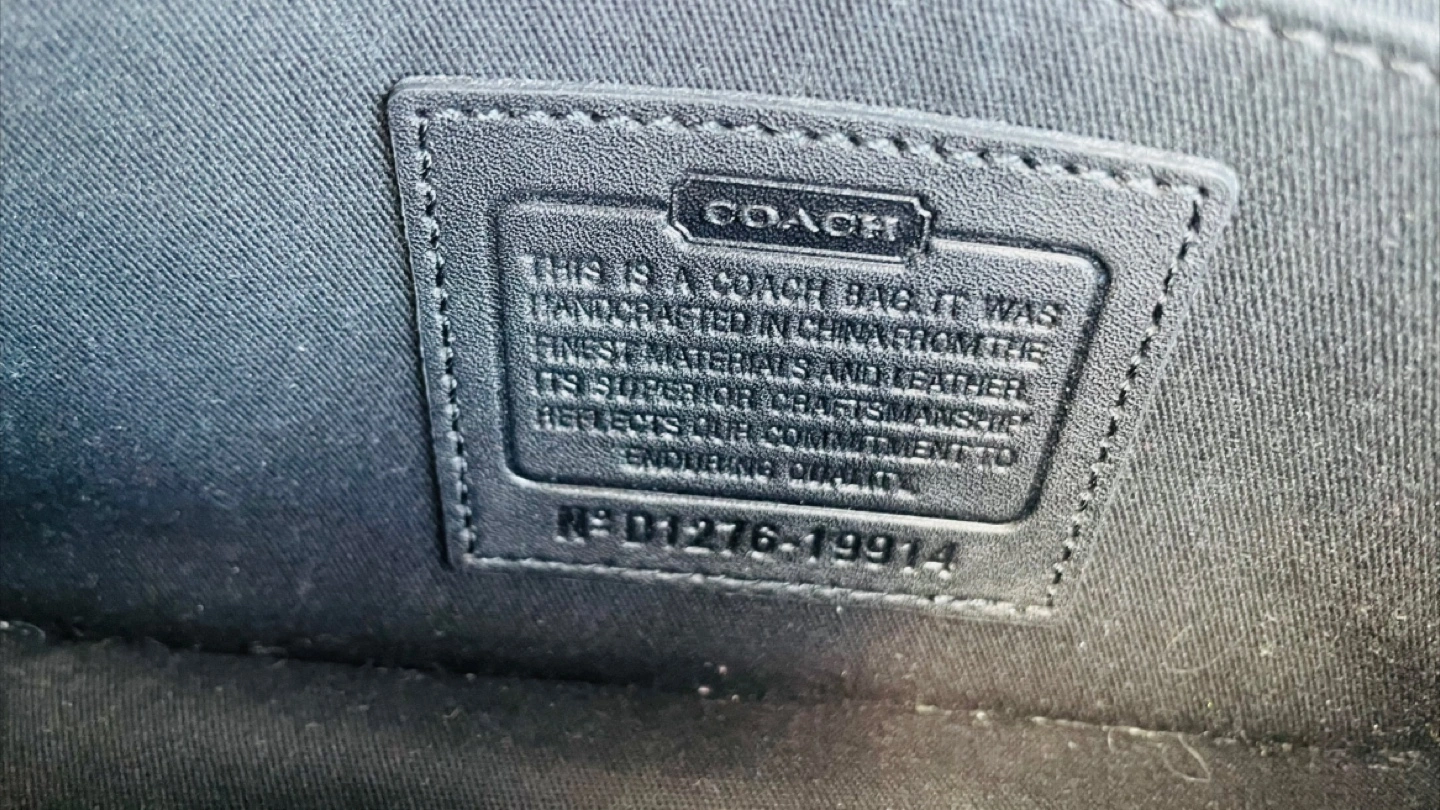 COACH
THIS IS A COACH BAG. IT WAS
HANDCRAFTED IN CHINA FROM THE
FINEST MATERIALS AND LEATHER.
ITS SUPERIOR CRAFTSMANSHIP
REFLECTS OUR COMMITMENT TO
ENDURING QUALITY.
Nº D1276-19914